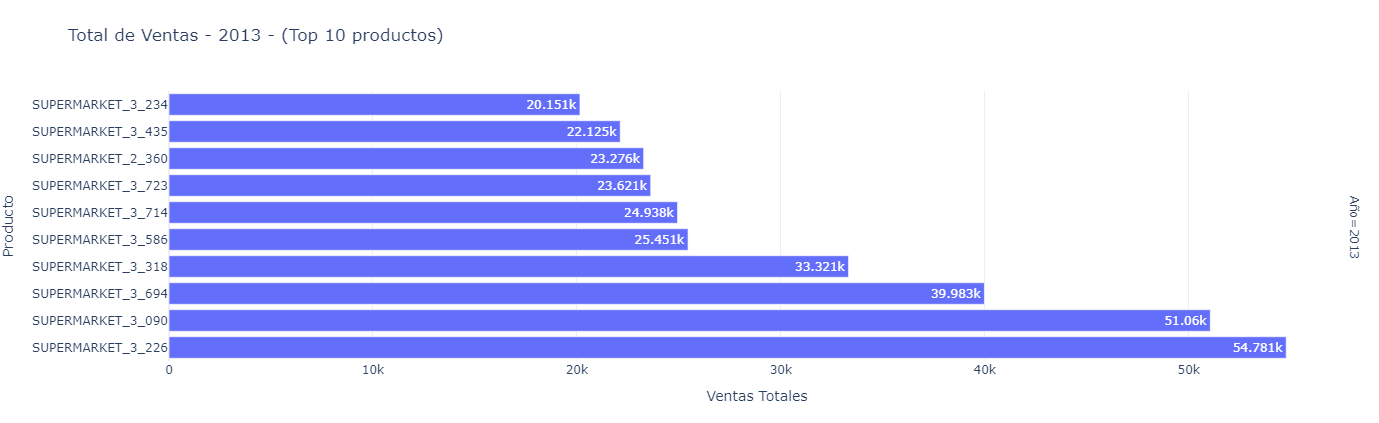 Total de Ventas - 2013 - (Top 10 productos)
Producto
SUPERMARKET_3_234 20.151k
SUPERMARKET_3_435 22.125k
SUPERMARKET_2_360 23.276k
SUPERMARKET_3_723 23.621k
SUPERMARKET_3_714 24.938k
SUPERMARKET_3_586 25.451k
SUPERMARKET_3_318 33.321k
SUPERMARKET_3_694 39.983k
SUPERMARKET_3_090 51.06k
SUPERMARKET_3_226 54.781k
Año=2013
0 10k 20k 30k 40k 50k
Ventas Totales